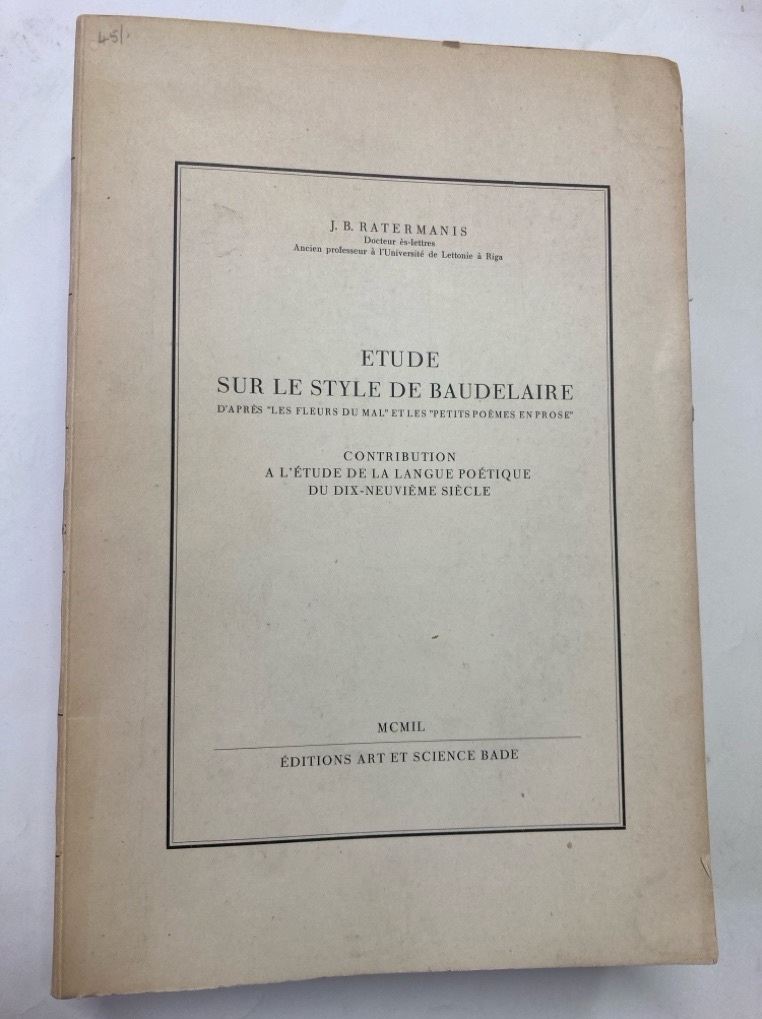 45/.
J. B. RATERMANIS
Docteur ès-lettres
Ancien professeur à l'Université de Lettonie à Riga
ETUDE
SUR LE STYLE DE BAUDELAIRE
D'APRÈS "LES FLEURS DU MAL" ET LES "PETITS POÈMES EN PROSE"
CONTRIBUTION
A L'ÉTUDE DE LA LANGUE POÉTIQUE
DU DIX-NEUVIÈME SIÈCLE
MCMIL
ÉDITIONS ART ET SCIENCE BADE